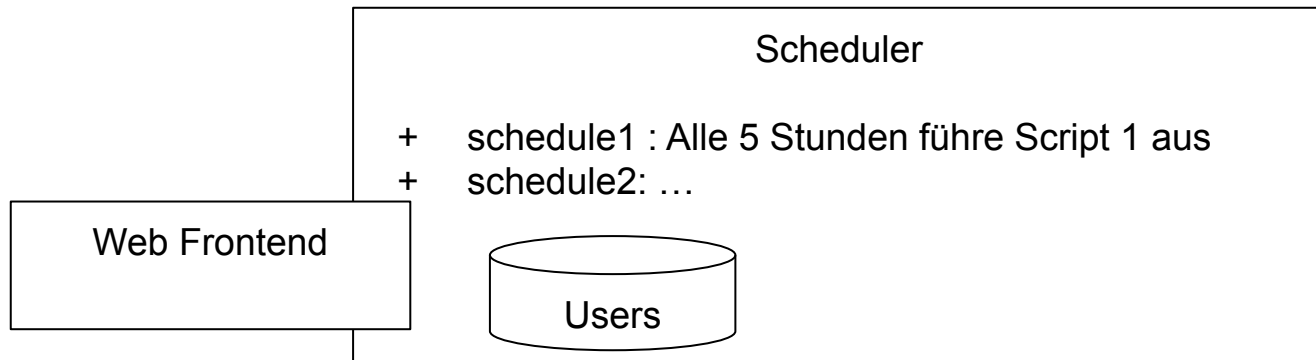 Scheduler
+ schedule1 : Alle 5 Stunden führe Script 1 aus
+ schedule2: …
Web Frontend
Users